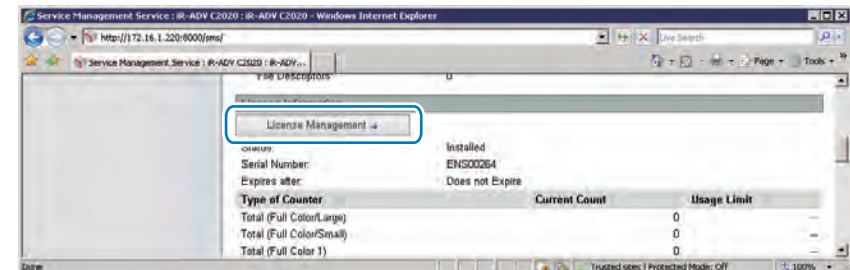 Service Management Service : iR-ADV C2020 : iR-ADV C2020 - Windows Internet Explorer
http://172.16.1.220:8000/sms/
Live Search
Service Management Service : iR-ADV C2020 : iR-ADV...
Page
Tools
File Descriptors
0
License Information
License Management
Status:
Installed
Serial Number:
ENS00264
Expires after:
Does not Expire
Type of Counter
Current Count
Usage Limit
Total (Full Color/Large)
0
---
Total (Full Color/Small)
0
---
Total (Full Color 1)
0
---
Done
Trusted sites | Protected Mode: Off
100%